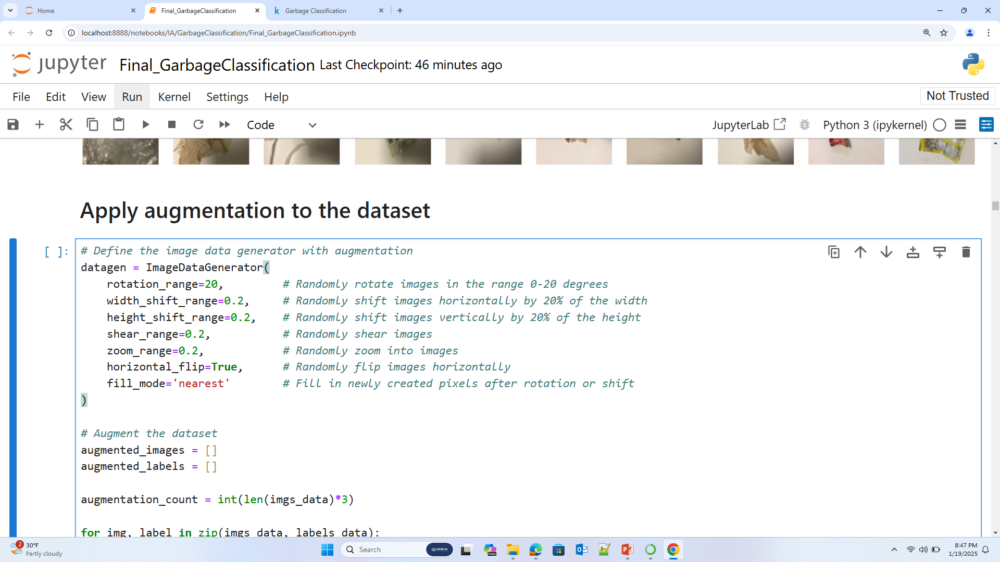 Home
Final_GarbageClassification
Garbage Classification
localhost:8888/notebooks/IA/GarbageClassification/Final_GarbageClassification.ipynb
jupyter Final_GarbageClassification Last Checkpoint: 46 minutes ago
File Edit View Run Kernel Settings Help
Not Trusted
Code
JupyterLab
Python 3 (ipykernel)
Apply augmentation to the dataset
[ ]:
# Define the image data generator with augmentation
datagen = ImageDataGenerator(
    rotation_range=20,         # Randomly rotate images in the range 0-20 degrees
    width_shift_range=0.2,     # Randomly shift images horizontally by 20% of the width
    height_shift_range=0.2,    # Randomly shift images vertically by 20% of the height
    shear_range=0.2,           # Randomly shear images
    zoom_range=0.2,            # Randomly zoom into images
    horizontal_flip=True,      # Randomly flip images horizontally
    fill_mode='nearest'        # Fill in newly created pixels after rotation or shift
)
# Augment the dataset
augmented_images = []
augmented_labels = []
augmentation_count = int(len(imgs_data)*3)
for img, label in zip(imgs_data, labels_data):
2
30°F
Partly cloudy
Search
8:47 PM
1/19/2025